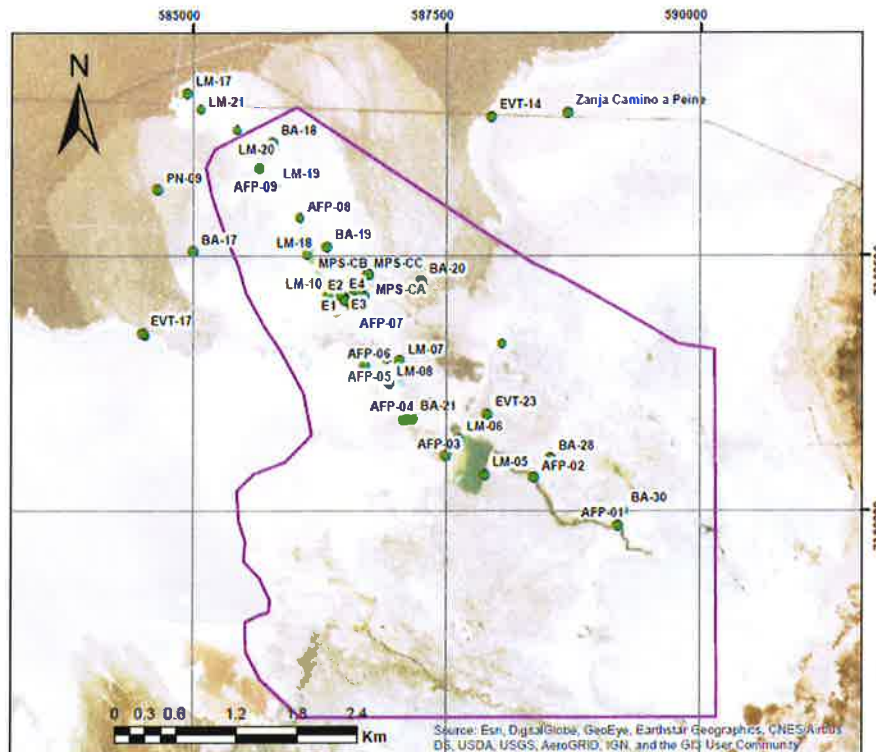 585000 587500 590000
N
LM-17
LM-21
EVT-14
Zanja Camino a Peine
BA-18
LM-20
LM-19
PN-09
AFP-09
AFP-08
BA-17
LM-18
BA-19
MPS-CB
MPS-CC
BA-20
LM-10
E2
E4
MPS-CA
E1
E3
EVT-17
AFP-07
AFP-06
LM-07
AFP-05
LM-08
AFP-04
BA-21
EVT-23
LM-06
AFP-03
BA-28
LM-05
AFP-02
BA-30
AFP-01
0 0.3 0.6 1.2 1.8 2.4
Km
Source: Esri, DigitalGlobe, GeoEye, Earthstar Geographics, CNES/Airbus
DS, USDA, USGS, AeroGRID, IGN, and the GIS User Community